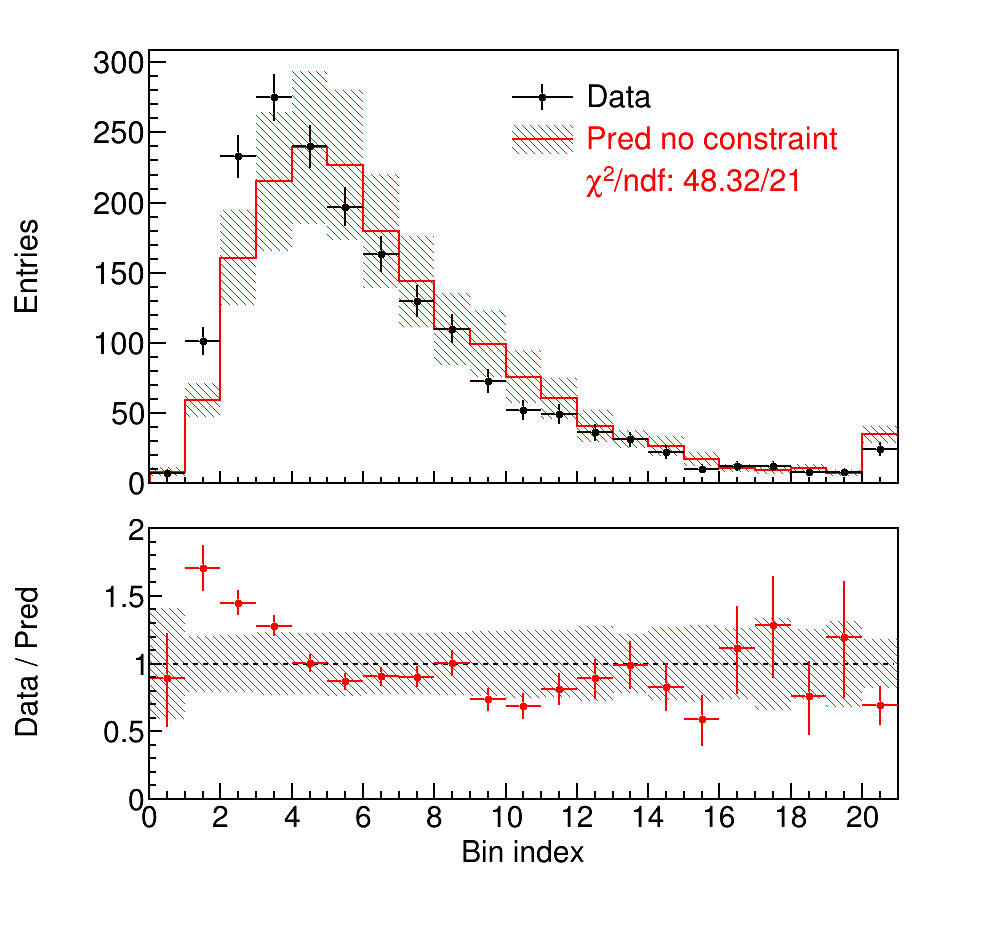 300
250
200
150
100
50
0
Entries
Data
Pred no constraint
χ²/ndf: 48.32/21
2
1.5
1
0.5
0
Data / Pred
0 2 4 6 8 10 12 14 16 18 20
Bin index